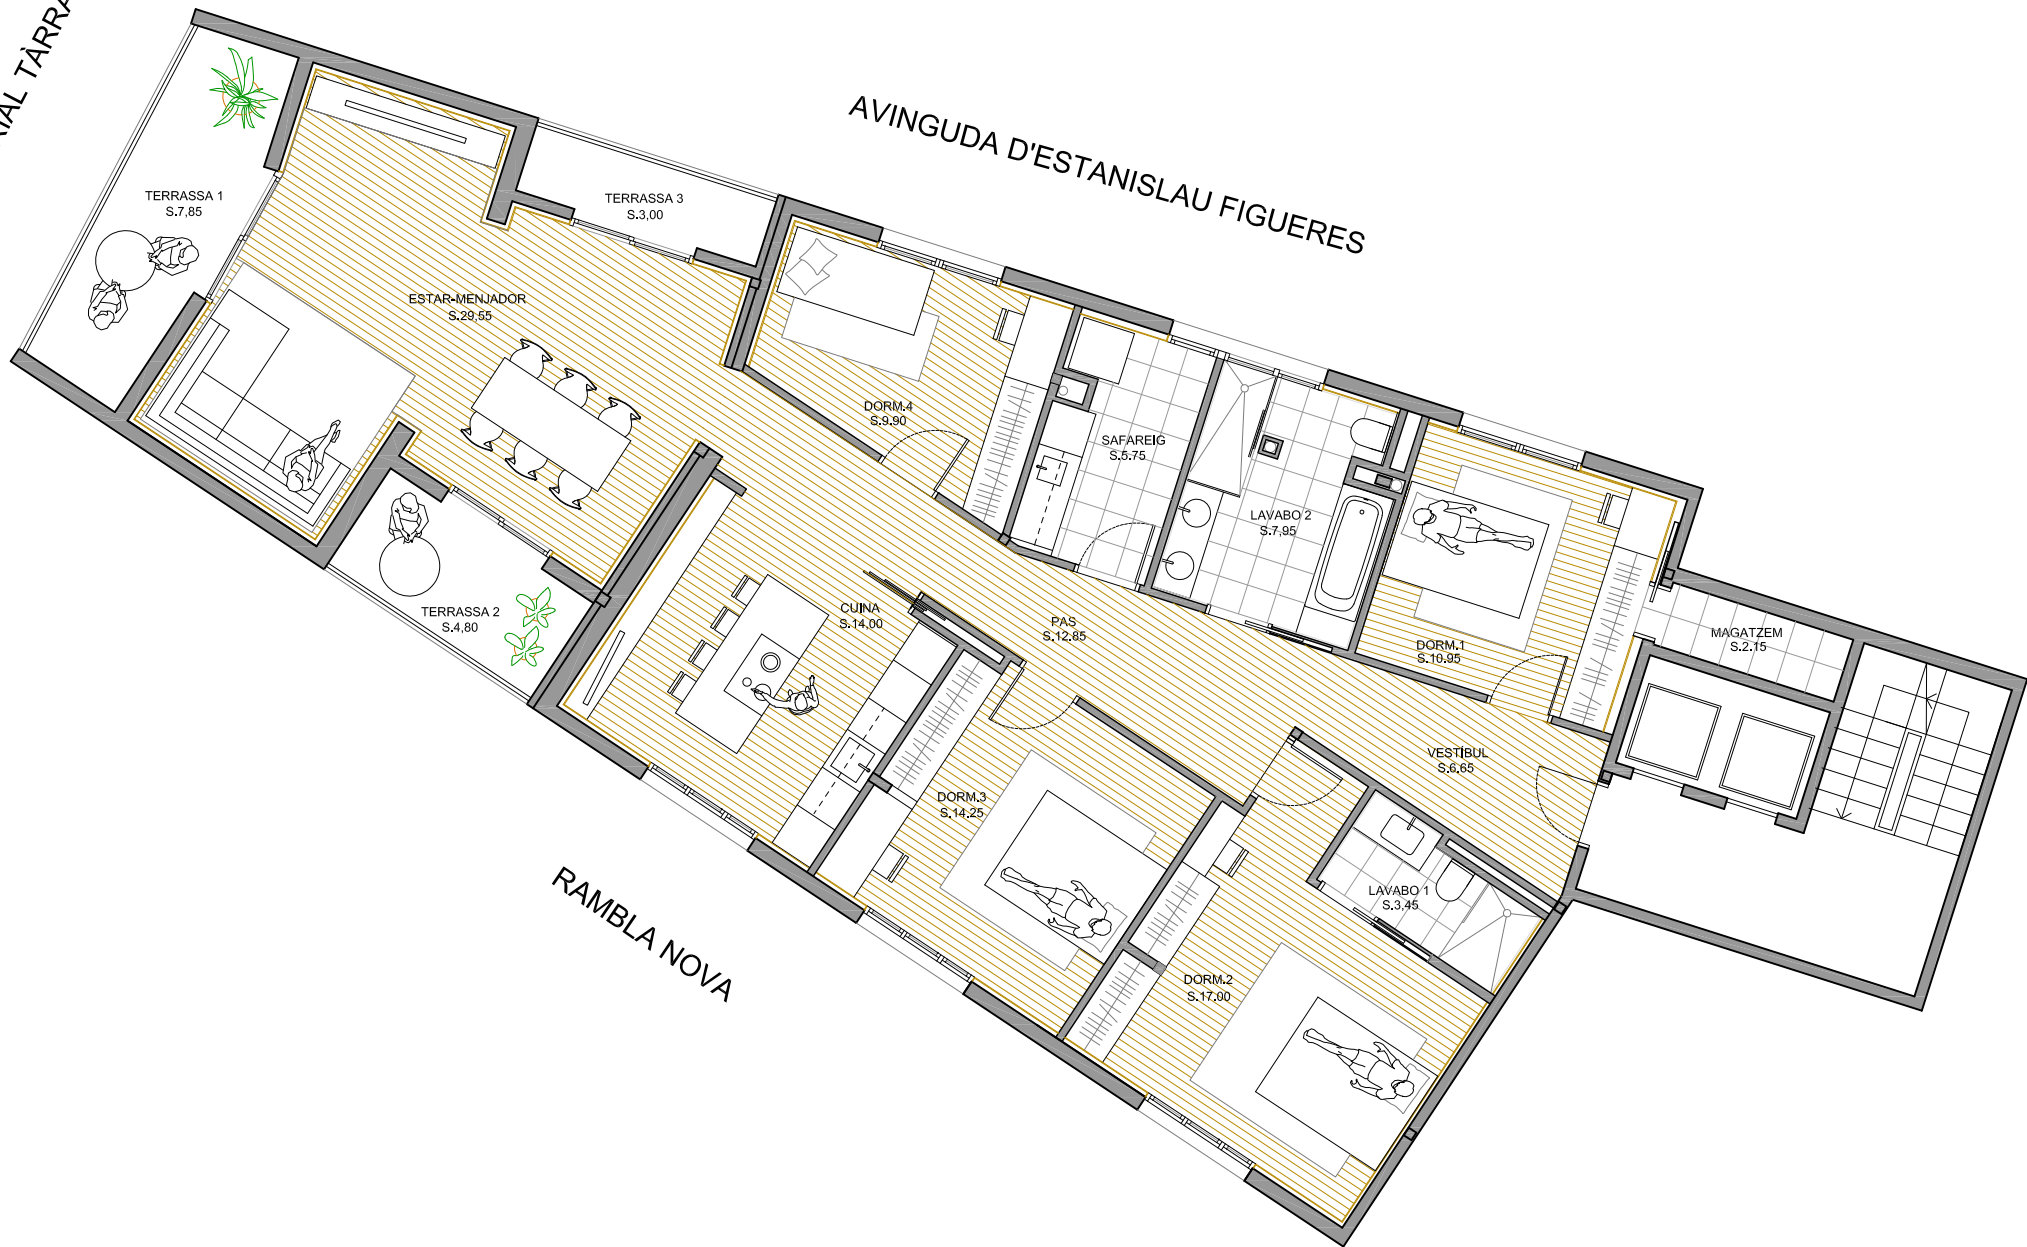 AVINGUDA D'ESTANISLAU FIGUERES
TERRASSA 1
S.7,85
TERRASSA 3
S.3,00
ESTAR-MENJADOR
S.29,55
DORM.4
S.9.90
SAFAREIG
S.5.75
LAVABO 2
S.7,95
TERRASSA 2
S.4,80
CUINA
S.14,00
PAS
S.12.85
DORM.1
S.10.95
MAGATZEM
S.2.15
VESTÍBUL
S.6,65
DORM.3
S.14.25
LAVABO 1
S.3,45
DORM.2
S.17.00
RAMBLA NOVA